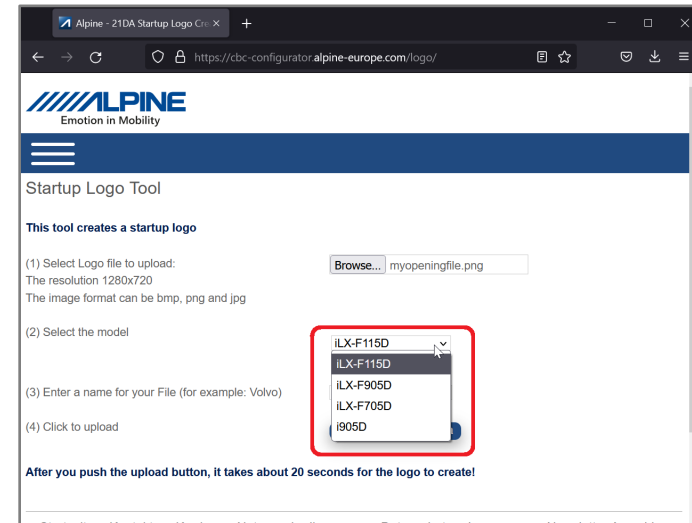 Alpine - 21DA Startup Logo Cre
https://cbc-configurator.alpine-europe.com/logo/
ALPINE
Emotion in Mobility
Startup Logo Tool
This tool creates a startup logo
(1) Select Logo file to upload:
Browse... myopeningfile.png
The resolution 1280x720
The image format can be bmp, png and jpg
(2) Select the model
iLX-F115D
iLX-F115D
iLX-F905D
iLX-F705D
i905D
(3) Enter a name for your File (for example: Volvo)
(4) Click to upload
After you push the upload button, it takes about 20 seconds for the logo to create!